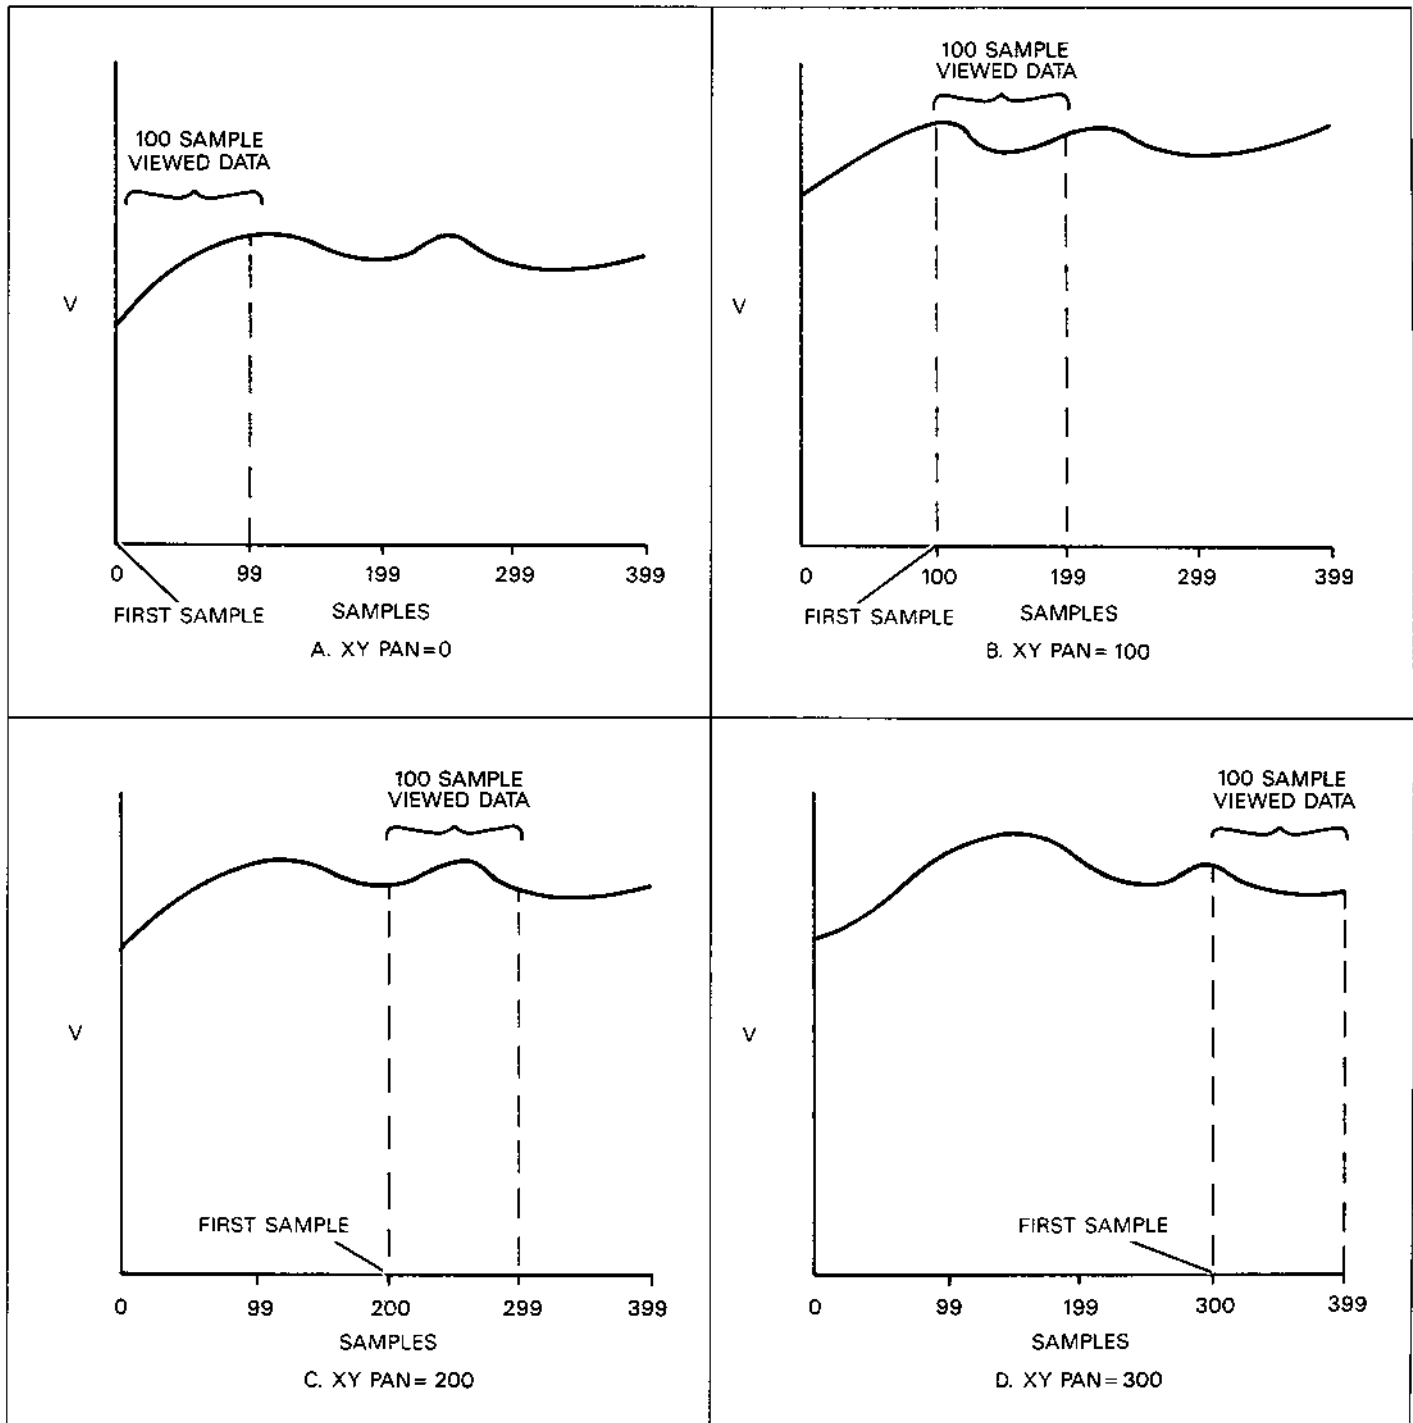 100 SAMPLE
VIEWED DATA
V
0 99 199 299 399
FIRST SAMPLE SAMPLES
A. XY PAN=0
100 SAMPLE
VIEWED DATA
V
0 100 199 299 399
FIRST SAMPLE SAMPLES
B. XY PAN= 100
100 SAMPLE
VIEWED DATA
V
FIRST SAMPLE
0 99 200 299 399
SAMPLES
C. XY PAN= 200
100 SAMPLE
VIEWED DATA
V
FIRST SAMPLE
0 99 199 300 399
SAMPLES
D. XY PAN=300